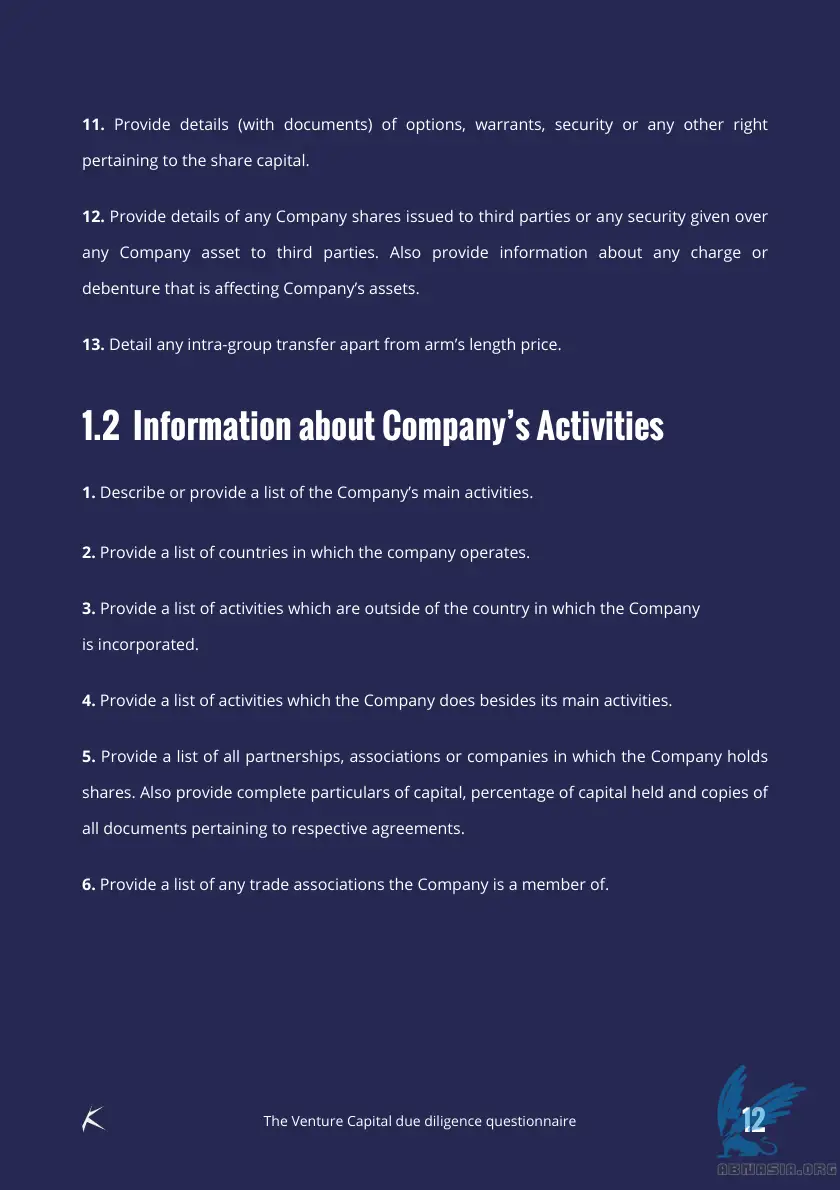 11. Provide details (with documents) of options, warrants, security or any other right
pertaining to the share capital.
12. Provide details of any Company shares issued to third parties or any security given over
any Company asset to third parties. Also provide information about any charge or
debenture that is affecting Company’s assets.
13. Detail any intra-group transfer apart from arm’s length price.
1.2 Information about Company’s Activities
1. Describe or provide a list of the Company’s main activities.
2. Provide a list of countries in which the company operates.
3. Provide a list of activities which are outside of the country in which the Company
is incorporated.
4. Provide a list of activities which the Company does besides its main activities.
5. Provide a list of all partnerships, associations or companies in which the Company holds
shares. Also provide complete particulars of capital, percentage of capital held and copies of
all documents pertaining to respective agreements.
6. Provide a list of any trade associations the Company is a member of.
The Venture Capital due diligence questionnaire
12
ABNASIA.ORG